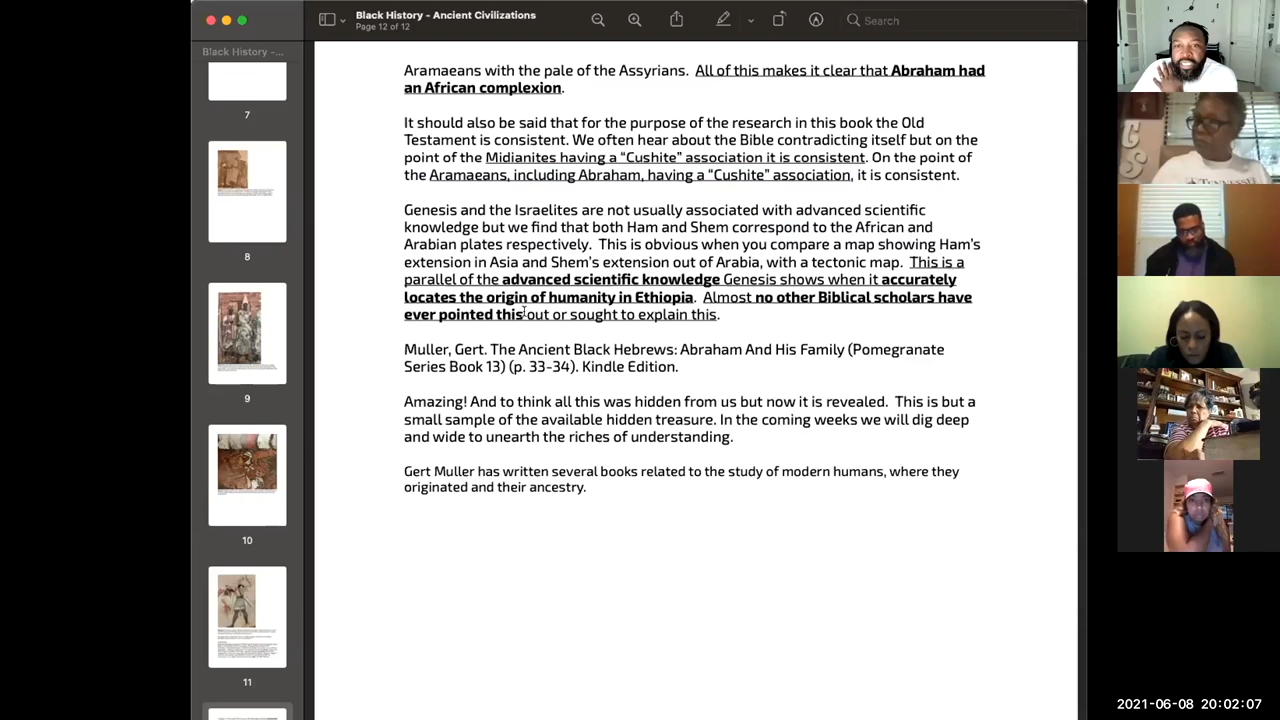 Black History - Ancient Civilizations
Page 12 of 12
Search
Black History -...
7
8
9
10
11
Aramaeans with the pale of the Assyrians. All of this makes it clear that Abraham had
an African complexion.
It should also be said that for the purpose of the research in this book the Old
Testament is consistent. We often hear about the Bible contradicting itself but on the
point of the Midianites having a “Cushite” association it is consistent. On the point of
the Aramaeans, including Abraham, having a “Cushite” association, it is consistent.
Genesis and the Israelites are not usually associated with advanced scientific
knowledge but we find that both Ham and Shem correspond to the African and
Arabian plates respectively. This is obvious when you compare a map showing Ham’s
extension in Asia and Shem’s extension out of Arabia, with a tectonic map. This is a
parallel of the advanced scientific knowledge Genesis shows when it accurately
locates the origin of humanity in Ethiopia. Almost no other Biblical scholars have
ever pointed this out or sought to explain this.
Muller, Gert. The Ancient Black Hebrews: Abraham And His Family (Pomegranate
Series Book 13) (p. 33-34). Kindle Edition.
Amazing! And to think all this was hidden from us but now it is revealed. This is but a
small sample of the available hidden treasure. In the coming weeks we will dig deep
and wide to unearth the riches of understanding.
Gert Muller has written several books related to the study of modern humans, where they
originated and their ancestry.
2021-06-08 20:02:07